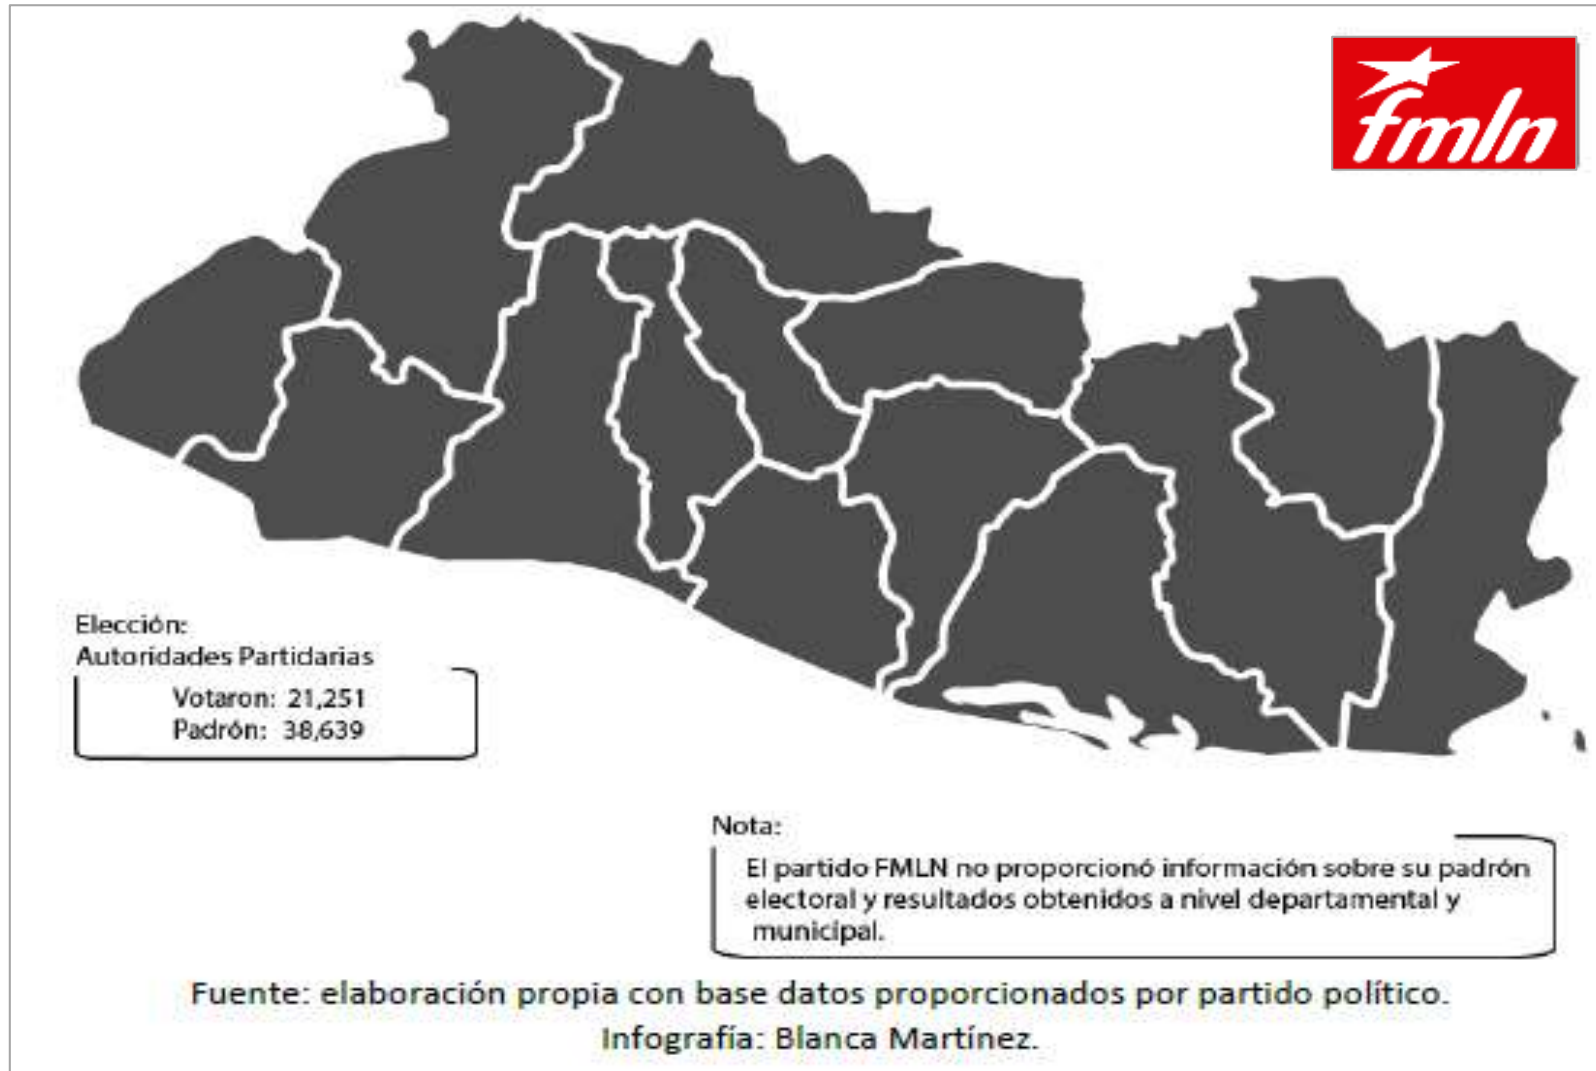 fmln
Elección:
Autoridades Partidarias
Votaron: 21,251
Padrón: 38,639
Nota:
El partido FMLN no proporcionó información sobre su padrón
electoral y resultados obtenidos a nivel departamental y
municipal.
Fuente: elaboración propia con base datos proporcionados por partido político.
Infografía: Blanca Martínez.